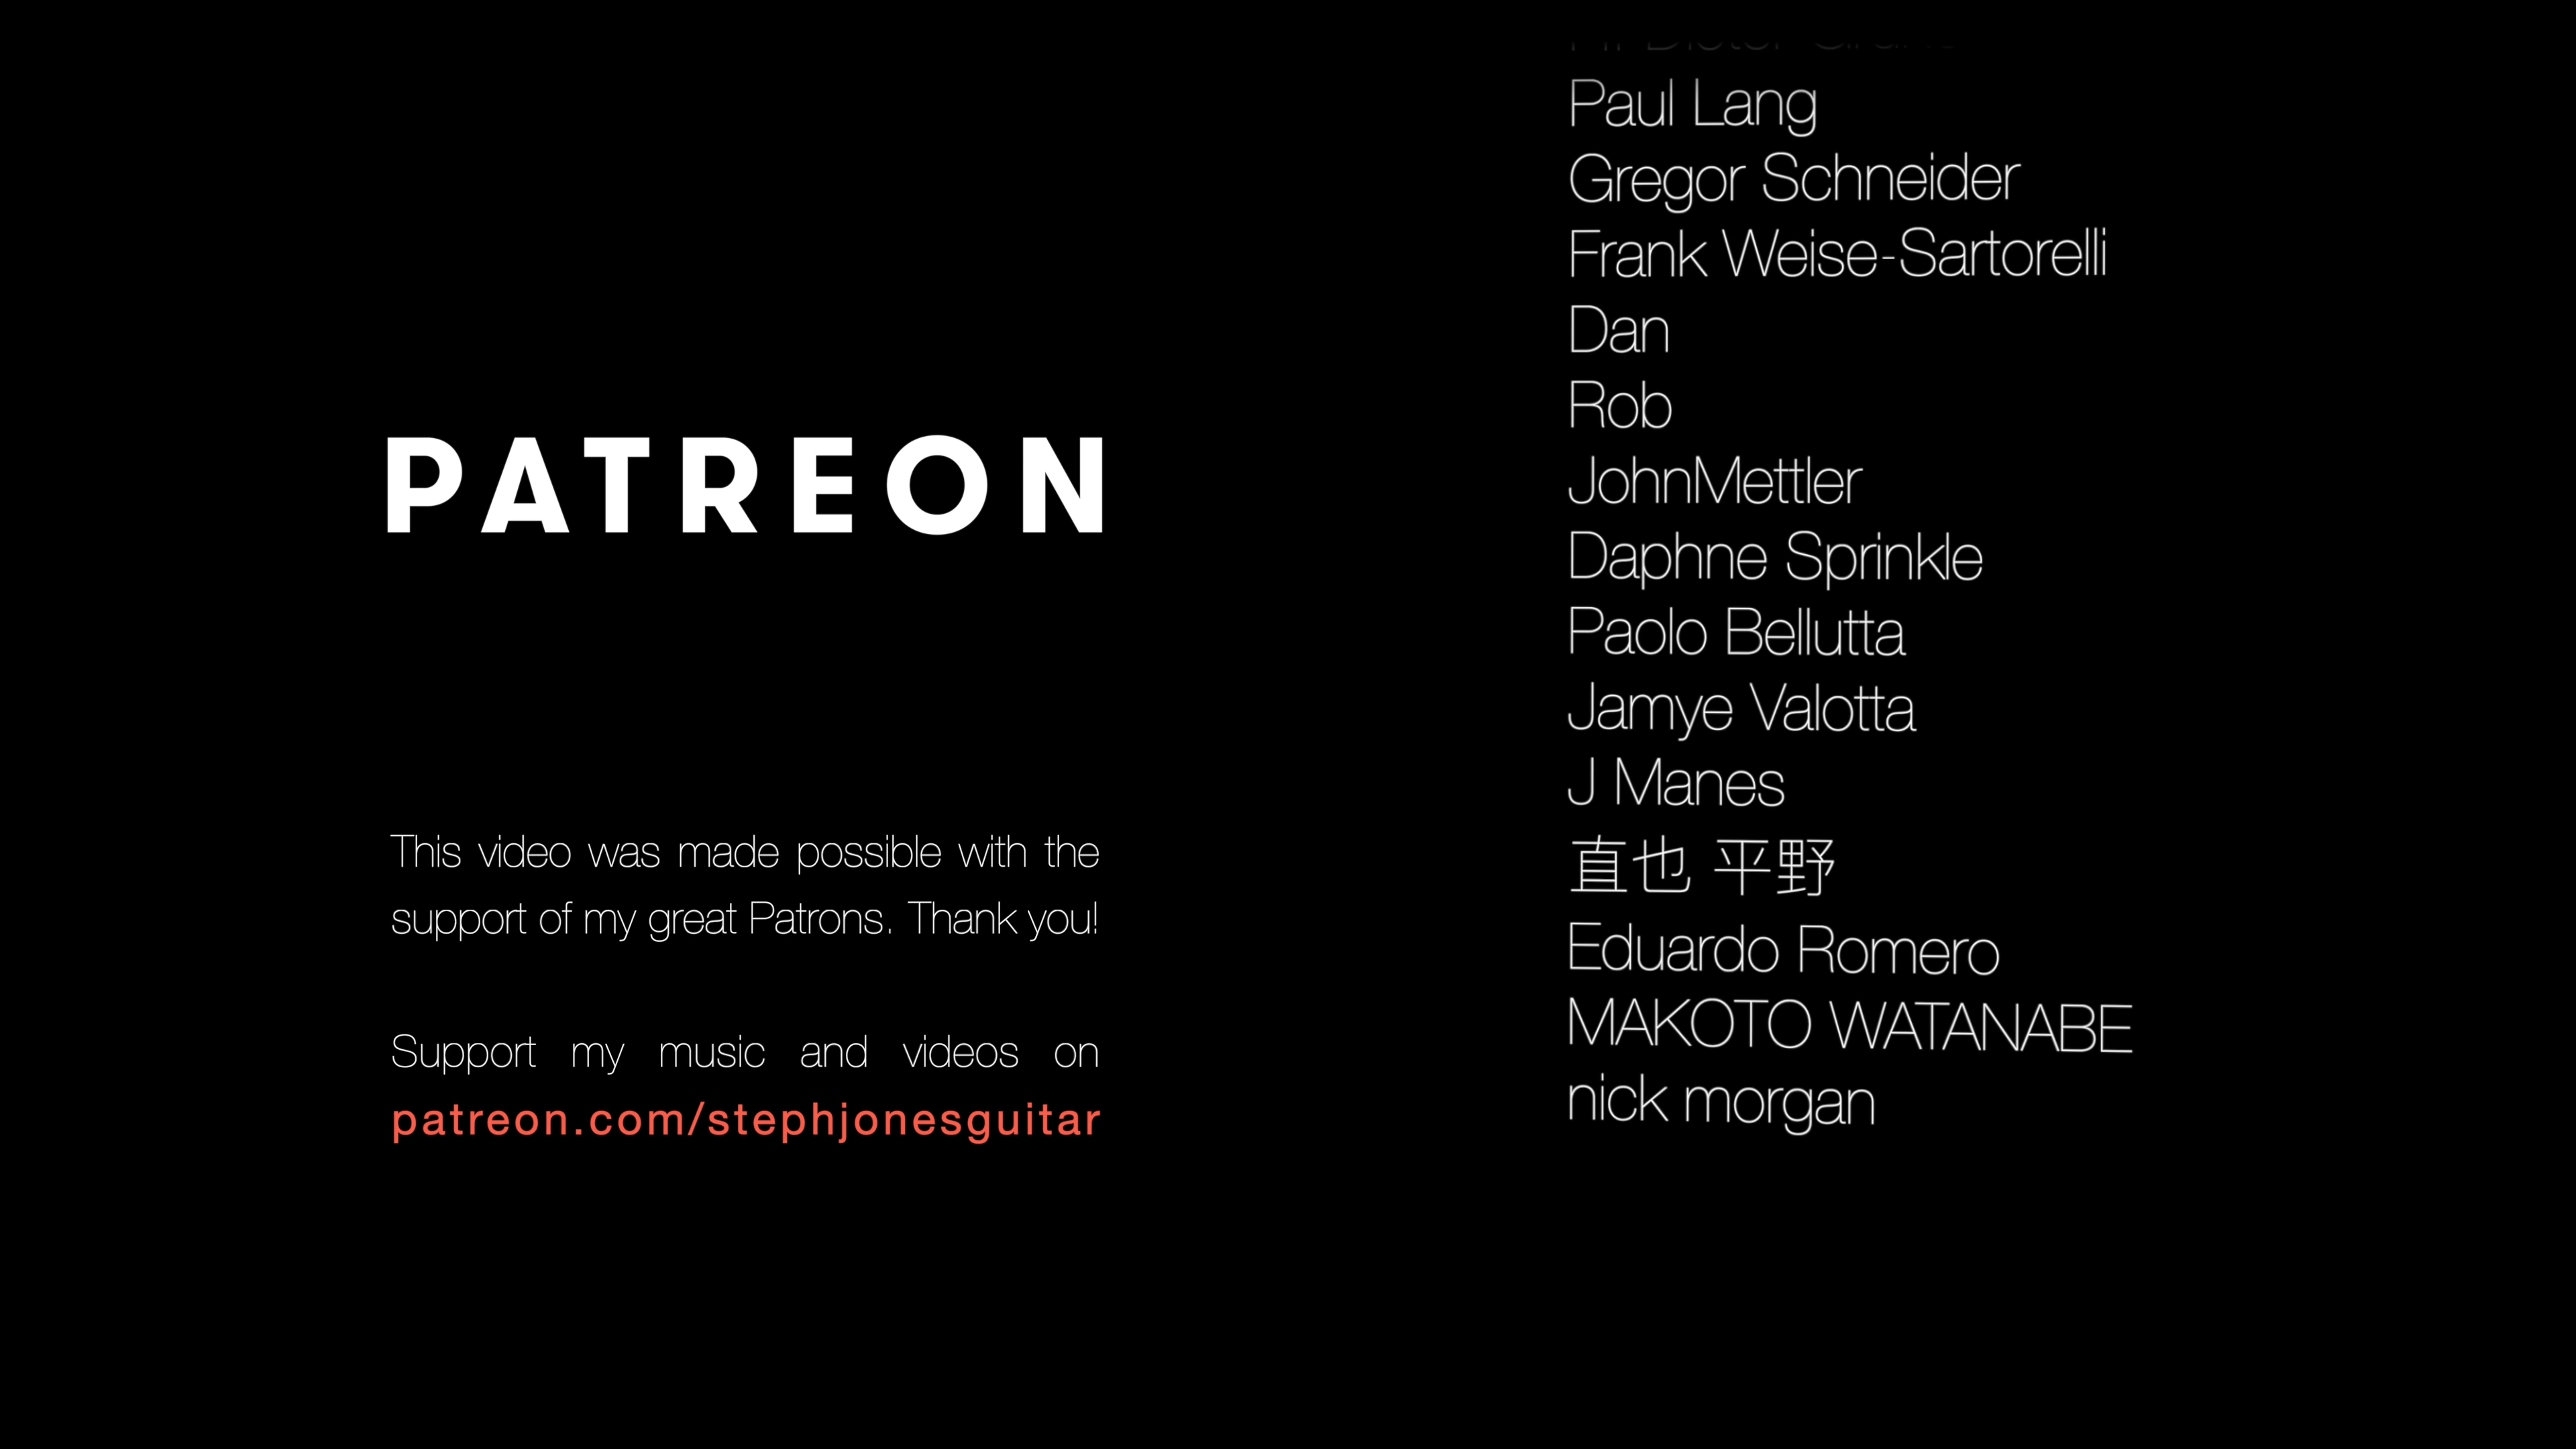 PATREON
This video was made possible with the
support of my great Patrons. Thank you!
Support my music and videos on
patreon.com/stephjonesguitar
Paul Lang
Gregor Schneider
Frank Weise-Sartorelli
Dan
Rob
JohnMettler
Daphne Sprinkle
Paolo Bellutta
Jamye Valotta
J Manes
直也 平野
Eduardo Romero
MAKOTO WATANABE
nick morgan